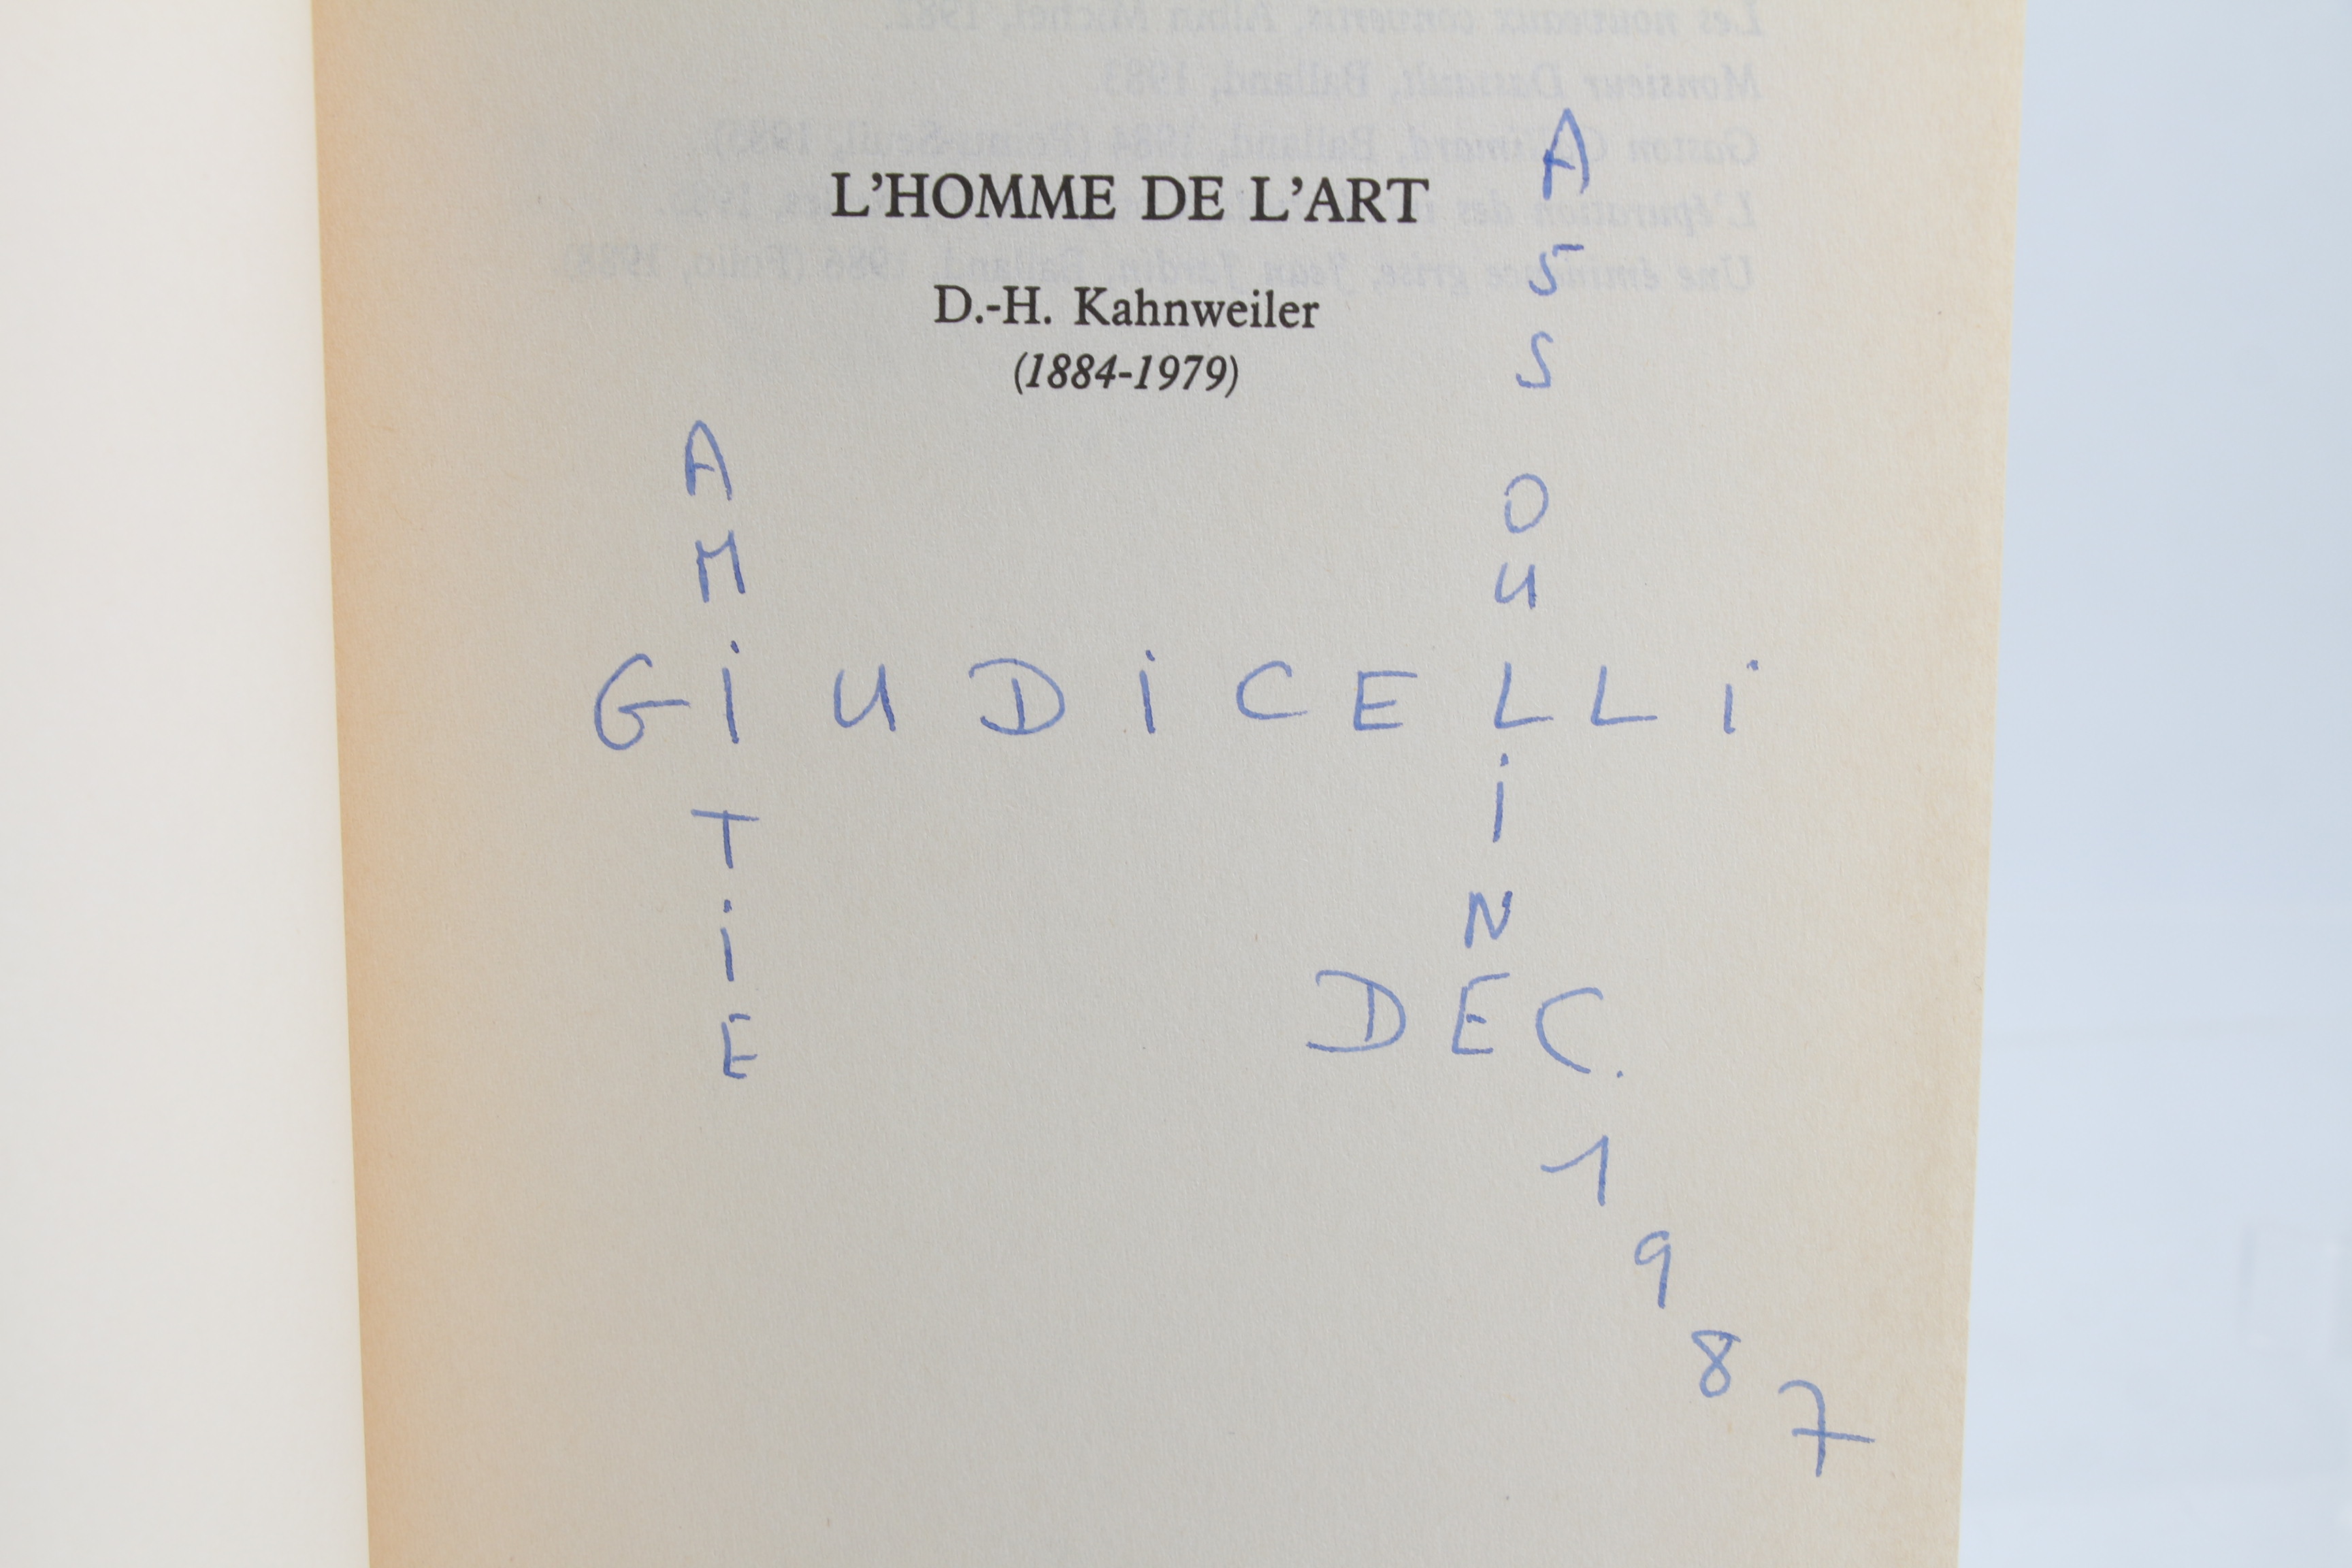 L'HOMME DE L'ART
D.-H. Kahnweiler
(1884-1979)
AMiTiE
GiUDiCELLi
ASSOULiNE
DEC.
1987